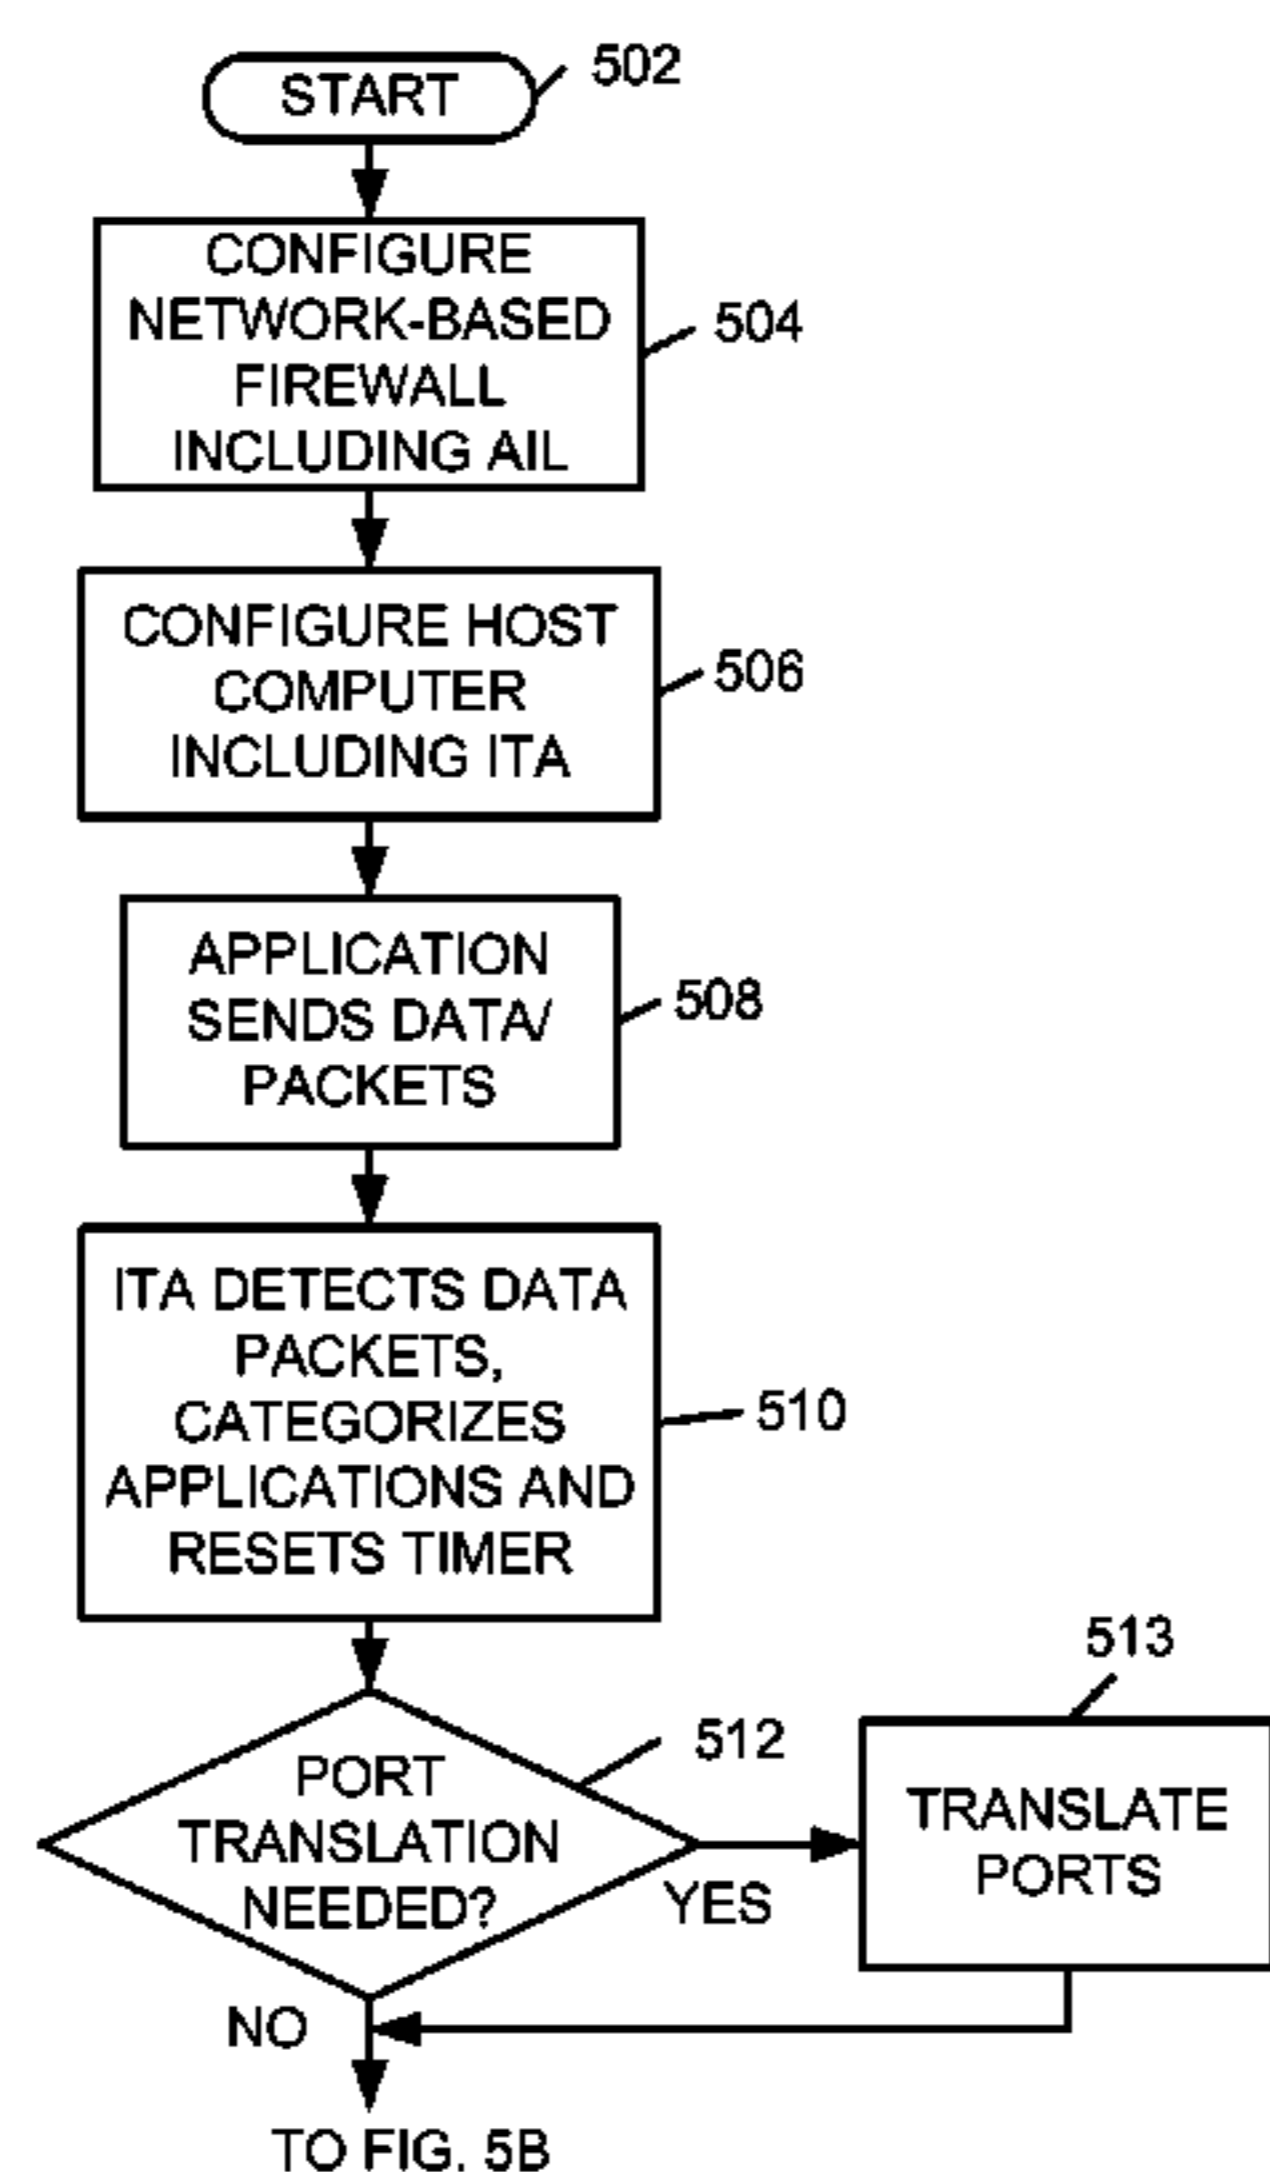 START
502
CONFIGURE
NETWORK-BASED
FIREWALL
INCLUDING AIL
504
CONFIGURE HOST
COMPUTER
INCLUDING ITA
506
APPLICATION
SENDS DATA/
PACKETS
508
ITA DETECTS DATA
PACKETS,
CATEGORIZES
APPLICATIONS AND
RESETS TIMER
510
PORT
TRANSLATION
NEEDED?
512
YES
513
TRANSLATE
PORTS
NO
TO FIG. 5B